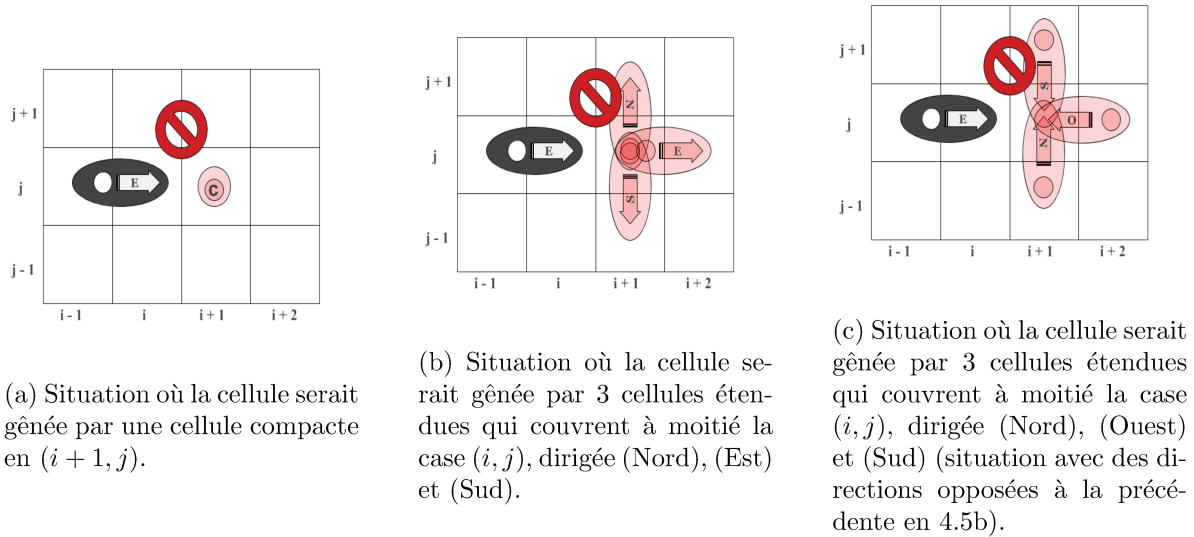 j + 1
j
j - 1
E
C
i - 1
i
i + 1
i + 2
(a) Situation où la cellule serait
gênée par une cellule compacte
en (i + 1, j).
j + 1
j
j - 1
E
N
E
S
i - 1
i
i + 1
i + 2
(b) Situation où la cellule se-
rait gênée par 3 cellules éten-
dues qui couvrent à moitié la
case (i, j), dirigée (Nord), (Est)
et (Sud).
j + 1
j
j - 1
E
S
O
N
i - 1
i
i + 1
i + 2
(c) Situation où la cellule serait
gênée par 3 cellules étendues
qui couvrent à moitié la case
(i, j), dirigée (Nord), (Ouest)
et (Sud) (situation avec des di-
rections opposées à la précé-
dente en 4.5b).